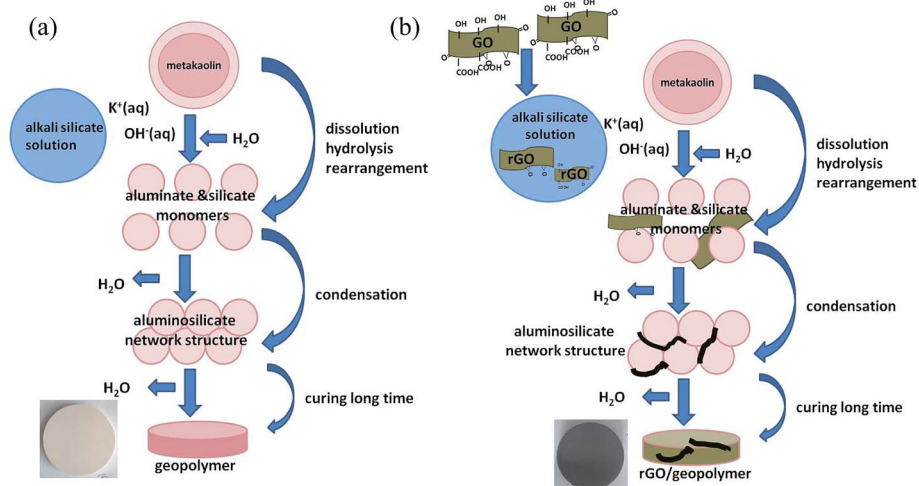 (a)
metakaolin
alkali silicate
solution
K⁺(aq)
OH⁻(aq)
H₂O
dissolution
hydrolysis
rearrangement
aluminate &silicate
monomers
H₂O
condensation
aluminosilicate
network structure
H₂O
curing long time
geopolymer
(b)
OH OH OH
GO
O
COOH
COOH
O
O
OH OH OH
GO
O
COOH
O
O
alkali silicate
solution
rGO
O
O
OH
O
rGO
COOH
O
metakaolin
K⁺(aq)
OH⁻(aq)
H₂O
dissolution
hydrolysis
rearrangement
aluminate &silicate
monomers
O
O
H₂O
condensation
aluminosilicate
network structure
H₂O
curing long time
rGO/geopolymer